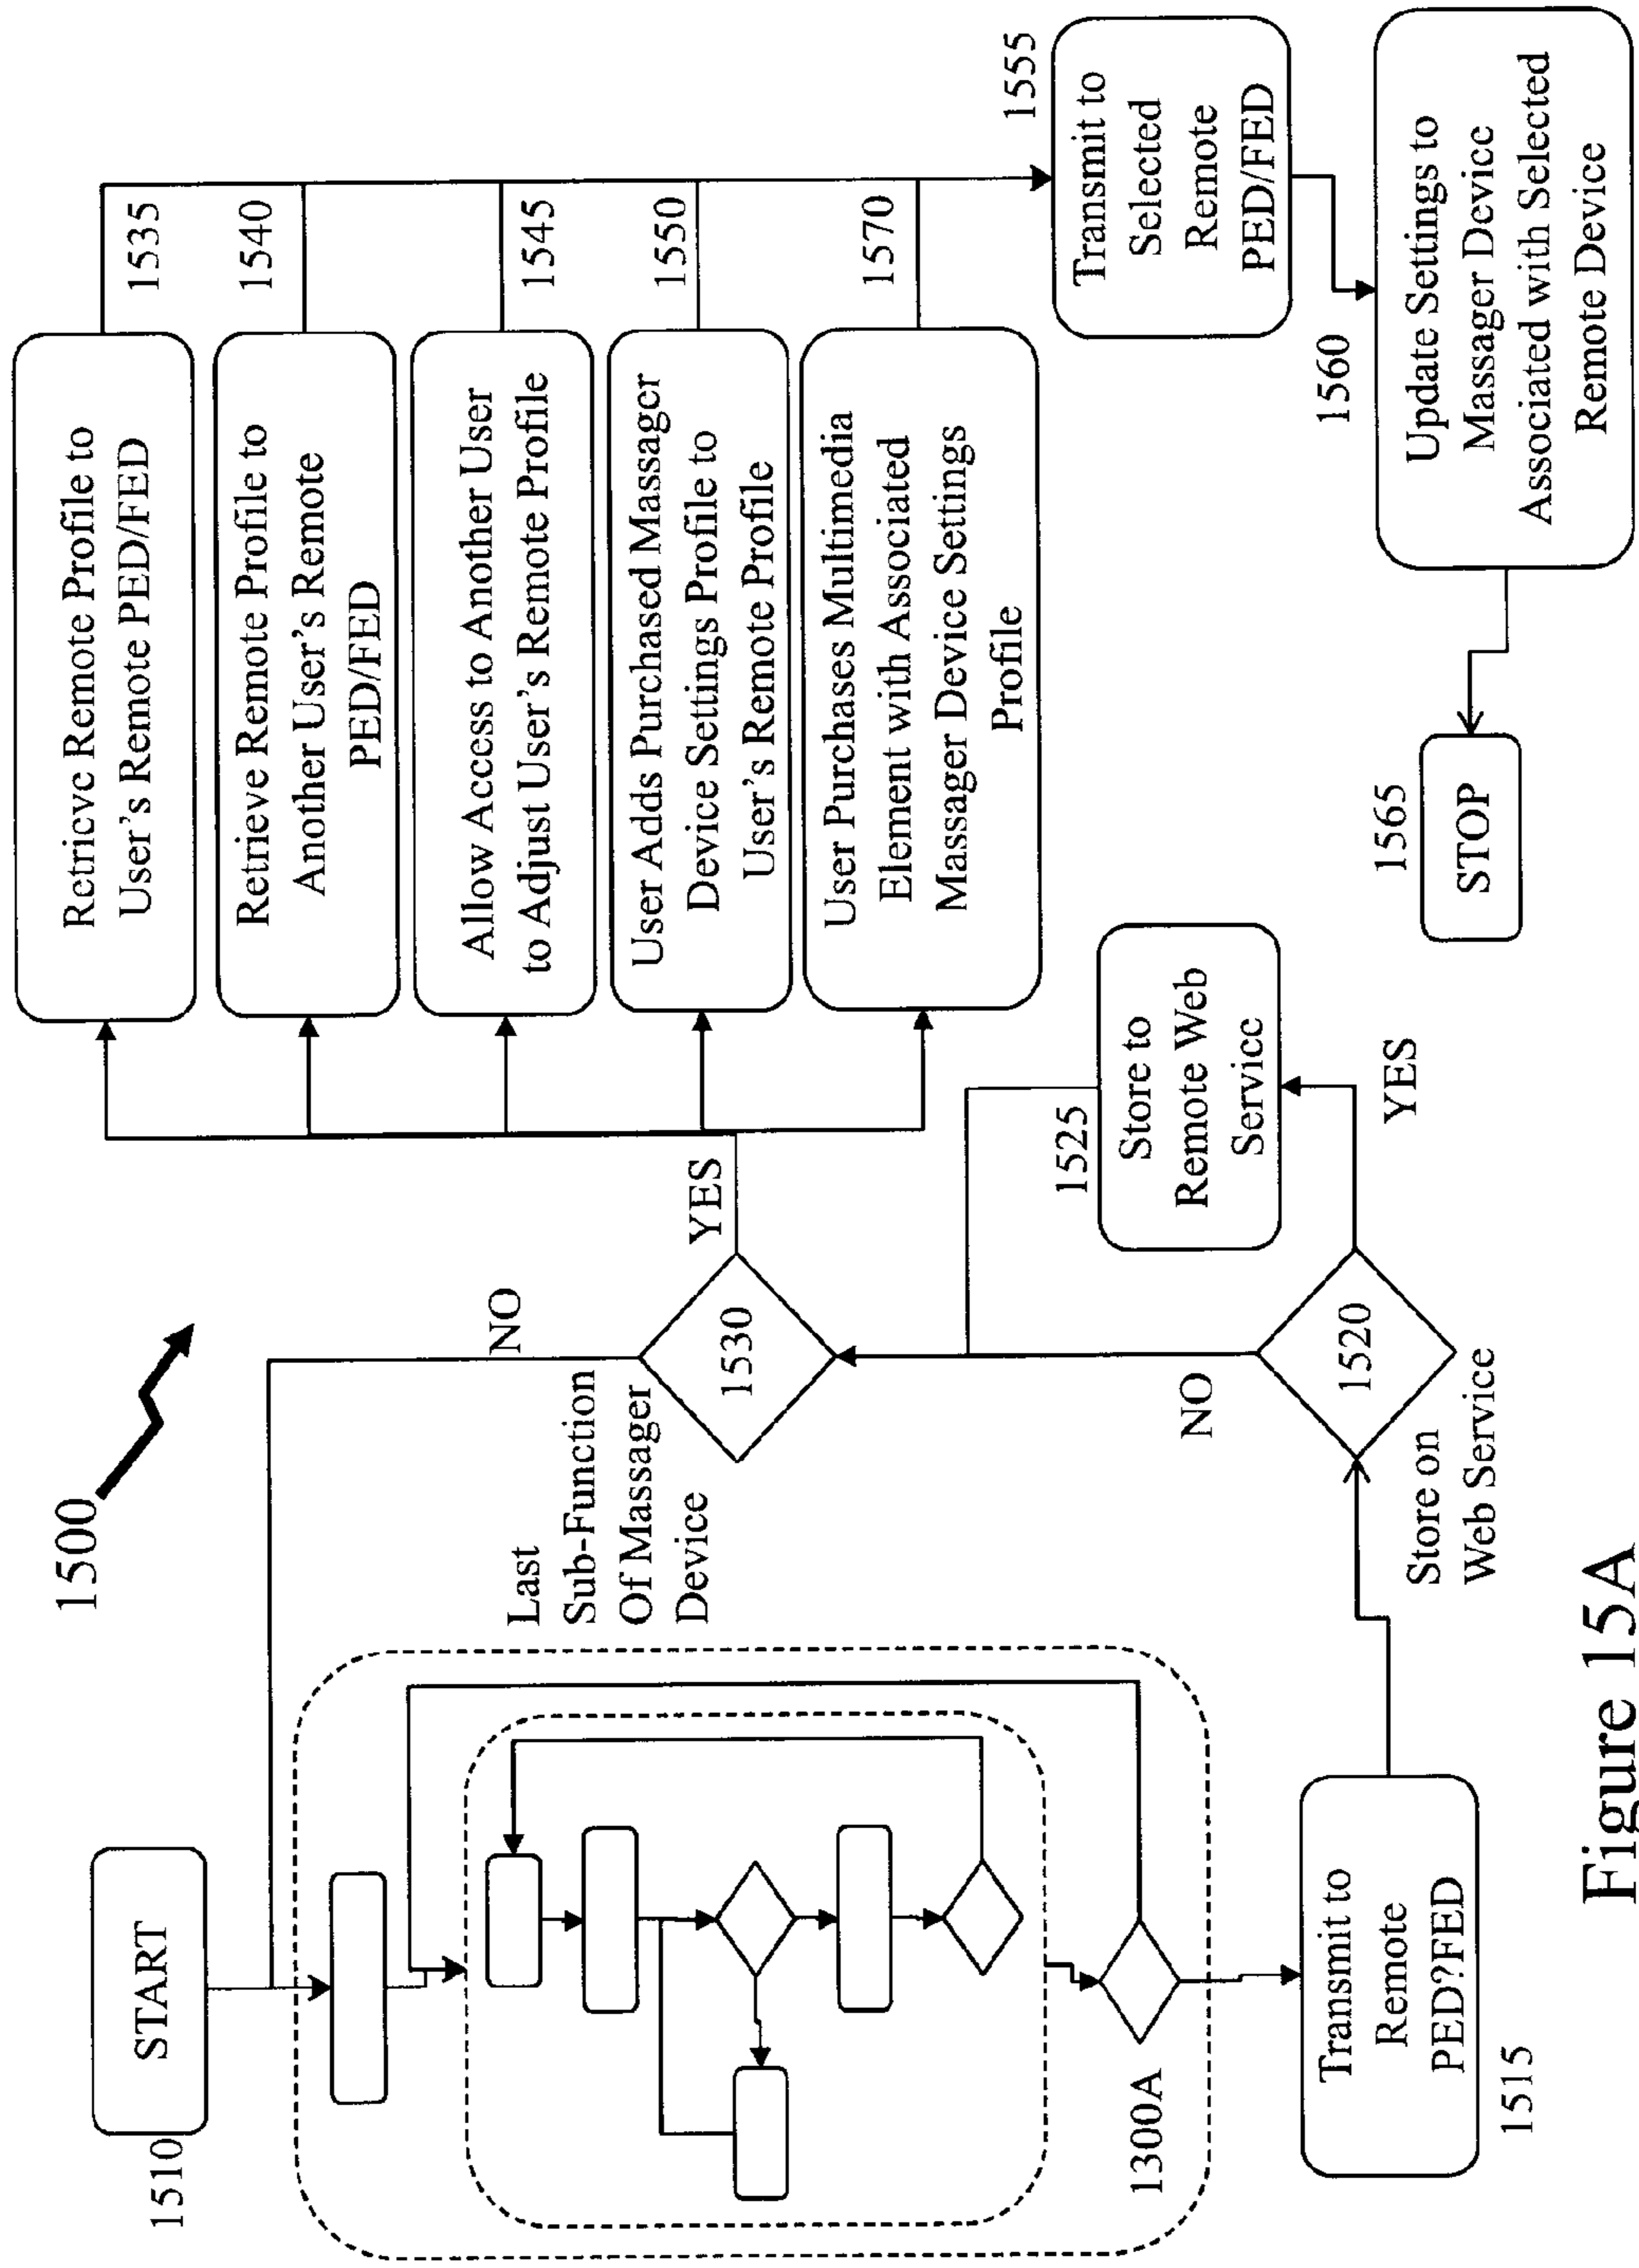 1500
START
1510
1300A
Transmit to
Remote
PED?FED
1515
Store on
Web Service
1520
NO
YES
1525
Store to
Remote Web
Service
Last
Sub-Function
Of Massager
Device
1530
NO
YES
Retrieve Remote Profile to
User's Remote PED/FED
1535
Retrieve Remote Profile to
Another User's Remote
PED/FED
1540
Allow Access to Another User
to Adjust User's Remote Profile
1545
User Adds Purchased Massager
Device Settings Profile to
User's Remote Profile
1550
User Purchases Multimedia
Element with Associated
Massager Device Settings
Profile
1570
1555
Transmit to
Selected
Remote
PED/FED
1560
Update Settings to
Massager Device
Associated with Selected
Remote Device
1565
STOP
Figure 15A